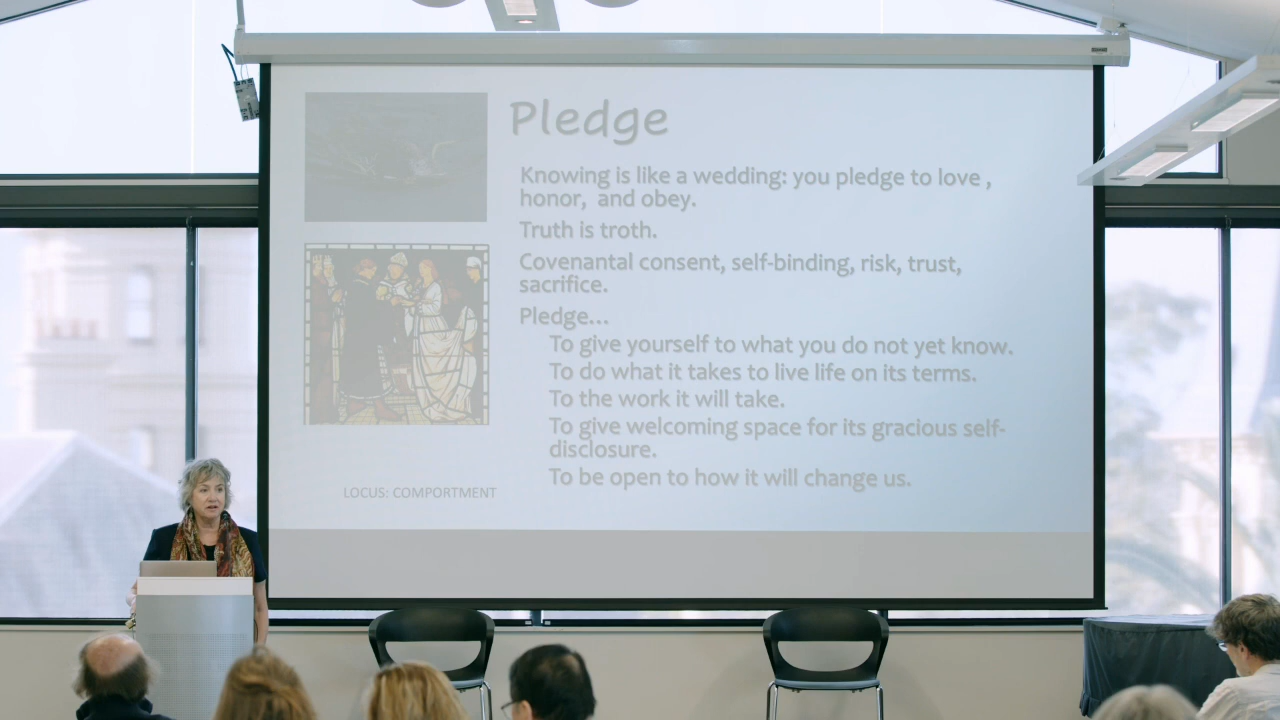 Pledge
Knowing is like a wedding: you pledge to love ,
honor,  and obey.
Truth is troth.
Covenantal consent, self-binding, risk, trust,
sacrifice.
Pledge...
To give yourself to what you do not yet know.
To do what it takes to live life on its terms.
To the work it will take.
To give welcoming space for its gracious self-
disclosure.
To be open to how it will change us.
LOCUS: COMPORTMENT